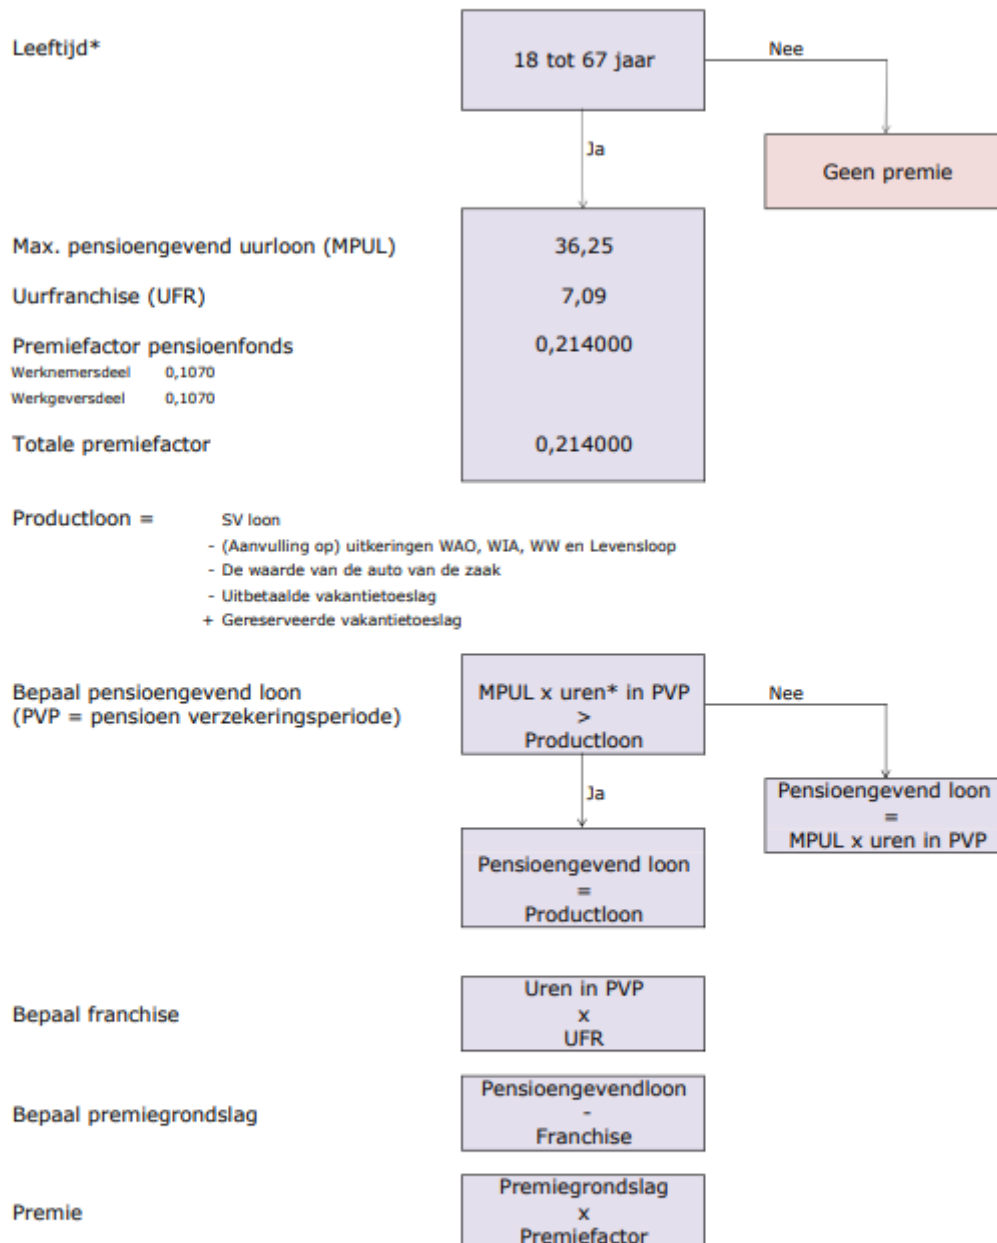 Leeftijd*
18 tot 67 jaar
Nee
Ja
Geen premie
Max. pensioengevend uurloon (MPUL)
36,25
Uurfranchise (UFR)
7,09
Premiefactor pensioenfonds
0,214000
Werknemersdeel 0,1070
Werkgeversdeel 0,1070
Totale premiefactor
0,214000
Productloon = SV loon
- (Aanvulling op) uitkeringen WAO, WIA, WW en Levensloop
- De waarde van de auto van de zaak
- Uitbetaalde vakantietoeslag
+ Gereserveerde vakantietoeslag
Bepaal pensioengevend loon
(PVP = pensioen verzekeringsperiode)
MPUL x uren* in PVP
>
Productloon
Nee
Ja
Pensioengevend loon
=
MPUL x uren in PVP
Pensioengevend loon
=
Productloon
Bepaal franchise
Uren in PVP
x
UFR
Bepaal premiegrondslag
Pensioengevendloon
-
Franchise
Premie
Premiegrondslag
x
Premiefactor